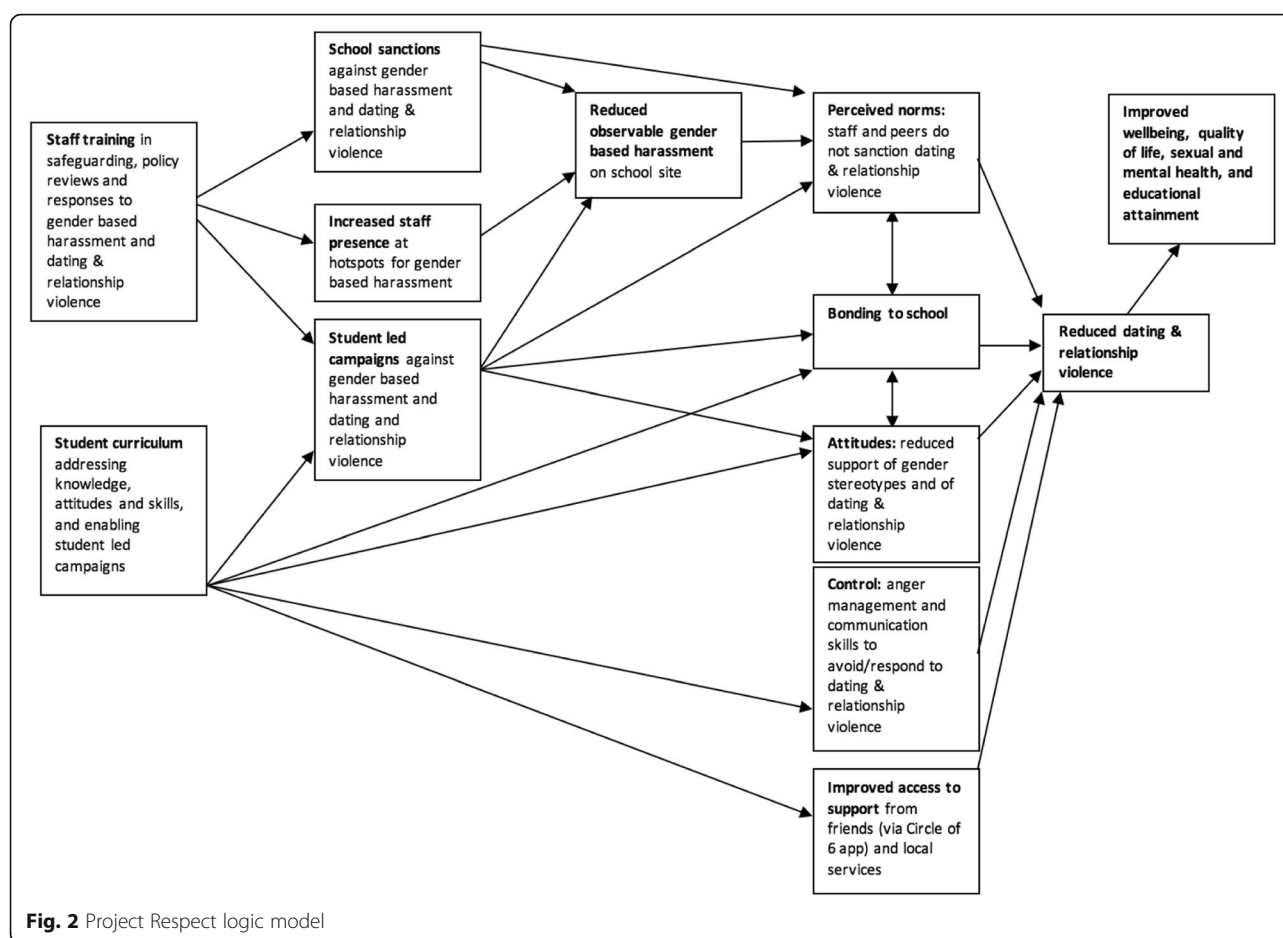 Staff training in
safeguarding, policy
reviews and
responses to
gender based
harassment and
dating &
relationship
violence
Student curriculum
addressing
knowledge,
attitudes and skills,
and enabling
student led
campaigns
School sanctions
against gender
based harassment
and dating &
relationship
violence
Increased staff
presence at
hotspots for gender
based harassment
Student led
campaigns against
gender based
harassment and
dating and
relationship
violence
Reduced
observable gender
based harassment
on school site
Perceived norms:
staff and peers do
not sanction dating
& relationship
violence
Bonding to school
Attitudes: reduced
support of gender
stereotypes and of
dating &
relationship
violence
Control: anger
management and
communication
skills to
avoid/respond to
dating &
relationship
violence
Improved access to
support from
friends (via Circle of
6 app) and local
services
Reduced dating &
relationship
violence
Improved
wellbeing, quality
of life, sexual and
mental health, and
educational
attainment
Fig. 2 Project Respect logic model